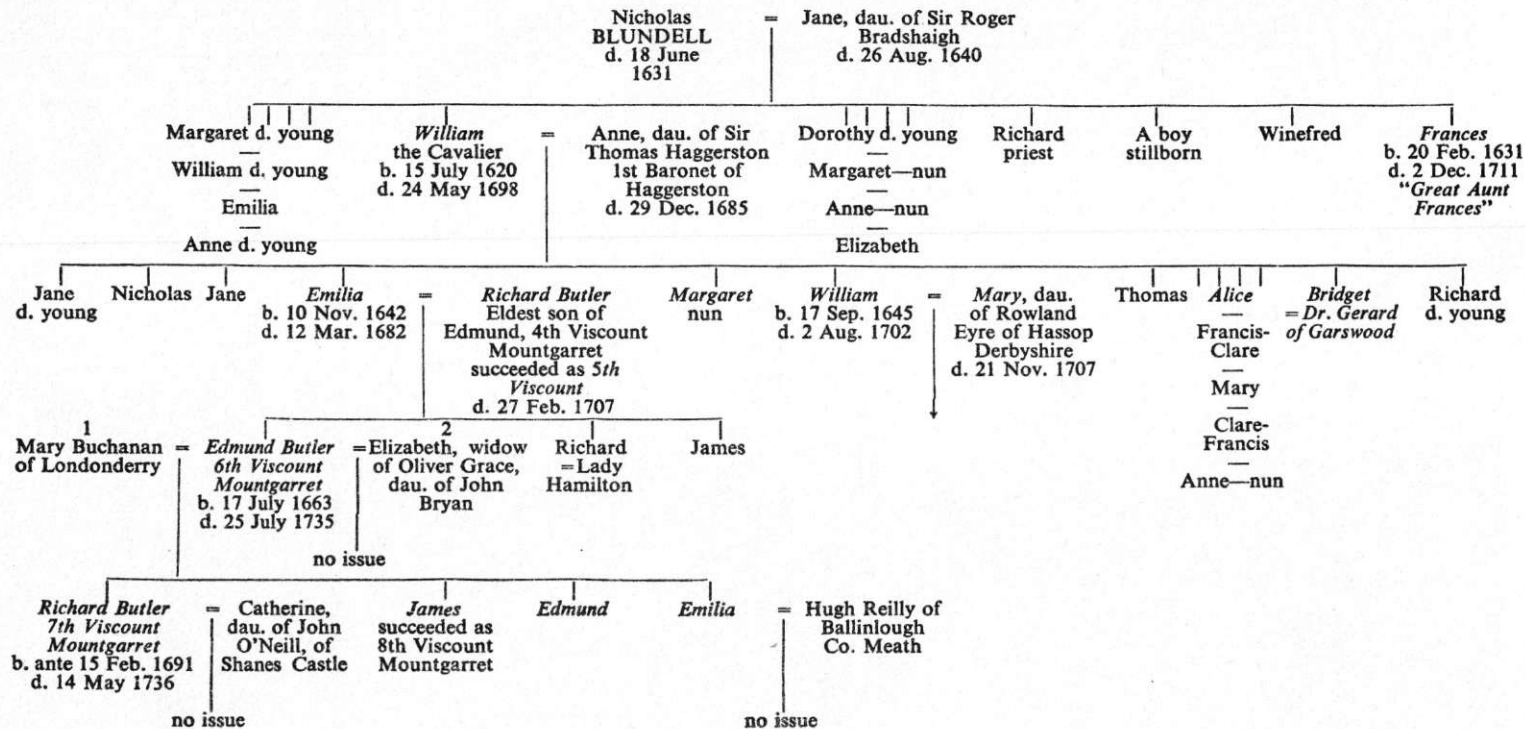 Nicholas
BLUNDELL
d. 18 June
1631
=
Jane, dau. of Sir Roger
Bradshaigh
d. 26 Aug. 1640
Margaret d. young
—
William d. young
—
Emilia
—
Anne d. young
William
the Cavalier
b. 15 July 1620
d. 24 May 1698
=
Anne, dau. of Sir
Thomas Haggerston
1st Baronet of
Haggerston
d. 29 Dec. 1685
Dorothy d. young
—
Margaret—nun
—
Anne—nun
—
Elizabeth
Richard
priest
A boy
stillborn
Winefred
Frances
b. 20 Feb. 1631
d. 2 Dec. 1711
"Great Aunt
Frances"
Jane
d. young
Nicholas
Jane
Emilia
b. 10 Nov. 1642
d. 12 Mar. 1682
=
Richard Butler
Eldest son of
Edmund, 4th Viscount
Mountgarret
succeeded as 5th
Viscount
d. 27 Feb. 1707
Margaret
nun
William
b. 17 Sep. 1645
d. 2 Aug. 1702
=
Mary, dau.
of Rowland
Eyre of Hassop
Derbyshire
d. 21 Nov. 1707
Thomas
Alice
—
Francis-
Clare
—
Mary
—
Clare-
Francis
—
Anne—nun
Bridget
=Dr. Gerard
of Garswood
Richard
d. young
1
Mary Buchanan
of Londonderry
=
Edmund Butler
6th Viscount
Mountgarret
b. 17 July 1663
d. 25 July 1735
2
=Elizabeth, widow
of Oliver Grace,
dau. of John
Bryan
Richard
=Lady
Hamilton
James
no issue
Richard Butler
7th Viscount
Mountgarret
b. ante 15 Feb. 1691
d. 14 May 1736
=
Catherine,
dau. of John
O'Neill, of
Shanes Castle
James
succeeded as
8th Viscount
Mountgarret
Edmund
Emilia
=
Hugh Reilly of
Ballinlough
Co. Meath
no issue
no issue